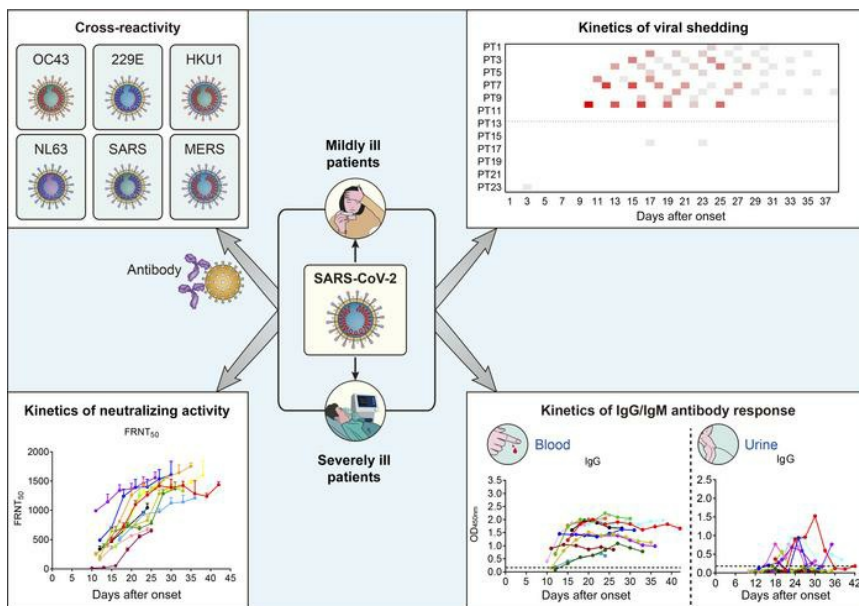 Cross-reactivity
OC43 229E HKU1
NL63 SARS MERS
Kinetics of viral shedding
PT1
PT3
PT5
PT7
PT9
PT11
PT13
PT15
PT17
PT19
PT21
PT23
1 3 5 7 9 11 13 15 17 19 21 23 25 27 29 31 33 35 37
Days after onset
Mildly ill
patients
Antibody
SARS-CoV-2
Severely ill
patients
Kinetics of neutralizing activity
FRNT50
2000
1500
1000
500
0
FRNT50
0 5 10 15 20 25 30 35 40 45
Days after onset
Kinetics of IgG/IgM antibody response
Blood
IgG
OD450nm
3.5
3.0
2.5
2.0
1.5
1.0
0.5
0
0 5 10 15 20 25 30 35 40
Days after onset
Urine
IgG
2.5
2.0
1.5
1.0
0.5
0
0 6 12 18 24 30 36 42
Days after onset